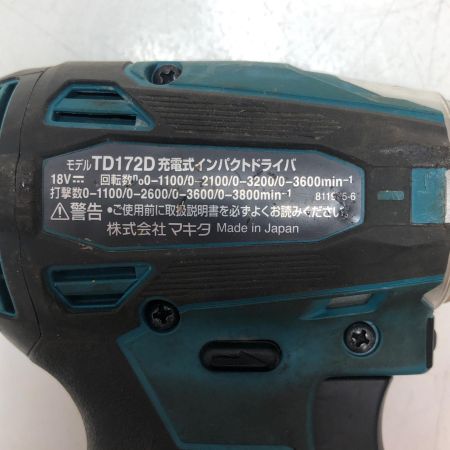 モデルTD172D 充電式インパクトドライバ
18V⎓ 回転数n₀0-1100/0-2100/0-3200/0-3600min⁻¹
打撃数0-1100/0-2600/0-3600/0-3800min⁻¹
⚠警告 •ご使用前に取扱説明書を必ずよくお読みください
株式会社 マキタ Made in Japan